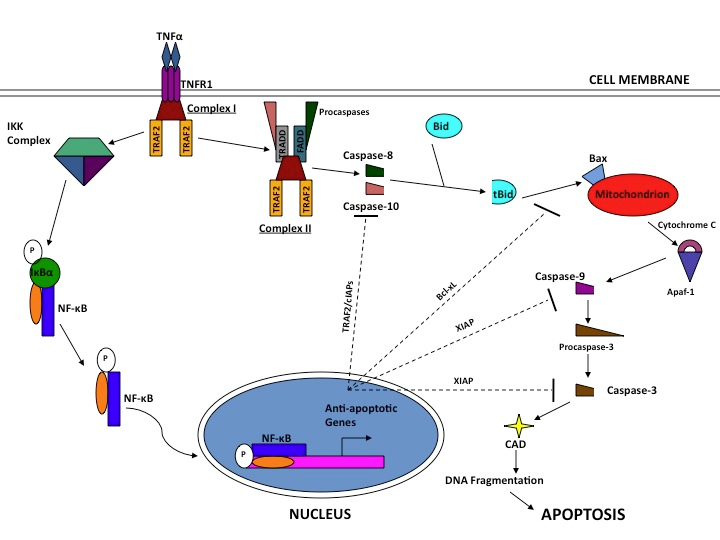 TNFα
CELL MEMBRANE
TNFR1
Complex I
IKK
Complex
TRAF2
TRAF2
Procaspases
TRADD
FADD
TRAF2
TRAF2
Complex II
Caspase-8
Caspase-10
Bid
tBid
Bax
Mitochondrion
Cytochrome C
Apaf-1
Caspase-9
Procaspase-3
Caspase-3
CAD
DNA Fragmentation
APOPTOSIS
P
IκBα
NF-κB
P
NF-κB
TRAF2/cIAPs
Bcl-xL
XIAP
XIAP
Anti-apoptotic
Genes
NF-κB
P
NUCLEUS